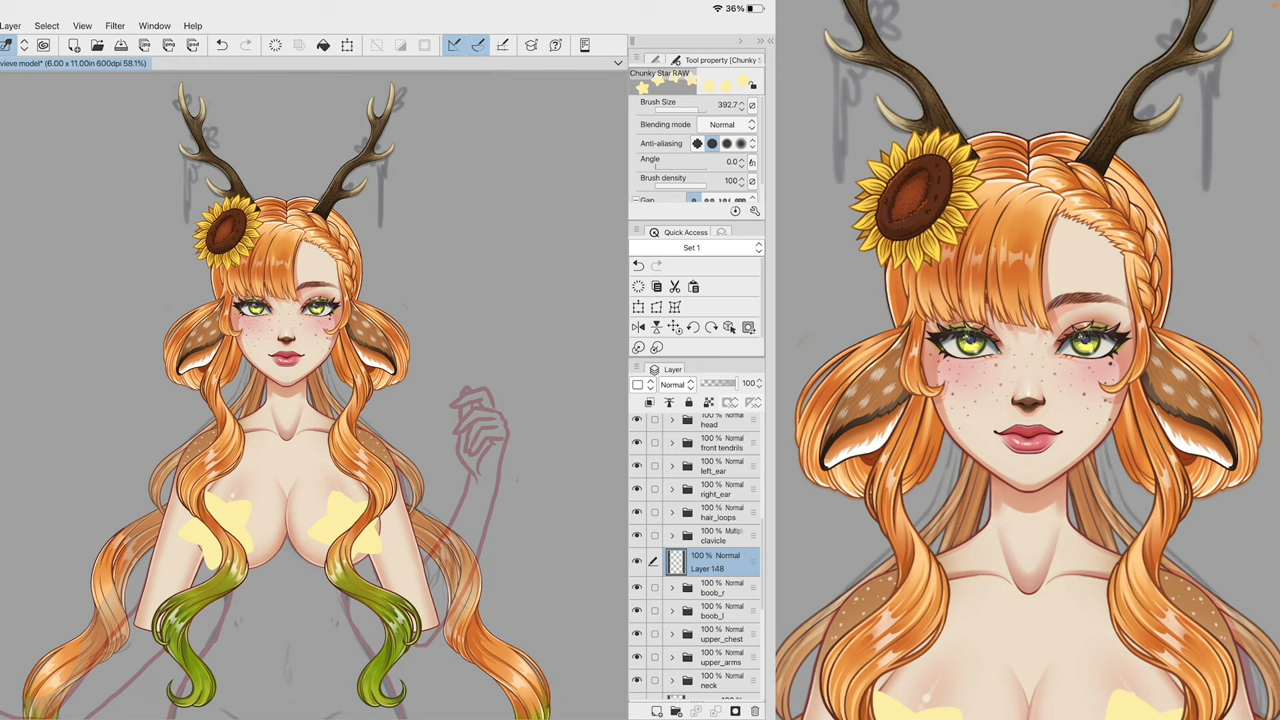 36%
Layer Select View Filter Window Help
vieve model* (6.00 x 11.00in 600dpi 58.1%)
Tool property [Chunky S
Chunky Star RAW
Brush Size 392.7
Blending mode Normal
Anti-aliasing
Angle 0.0
Brush density 100
Gap
Quick Access
Set 1
Layer
Normal 100
100 % Normal
head
100 % Normal
front tendrils
100 % Normal
left_ear
100 % Normal
right_ear
100 % Normal
hair_loops
100 % Multip
clavicle
100 % Normal
Layer 148
100 % Normal
boob_r
100 % Normal
boob_l
100 % Normal
upper_chest
100 % Normal
upper_arms
100 % Normal
neck